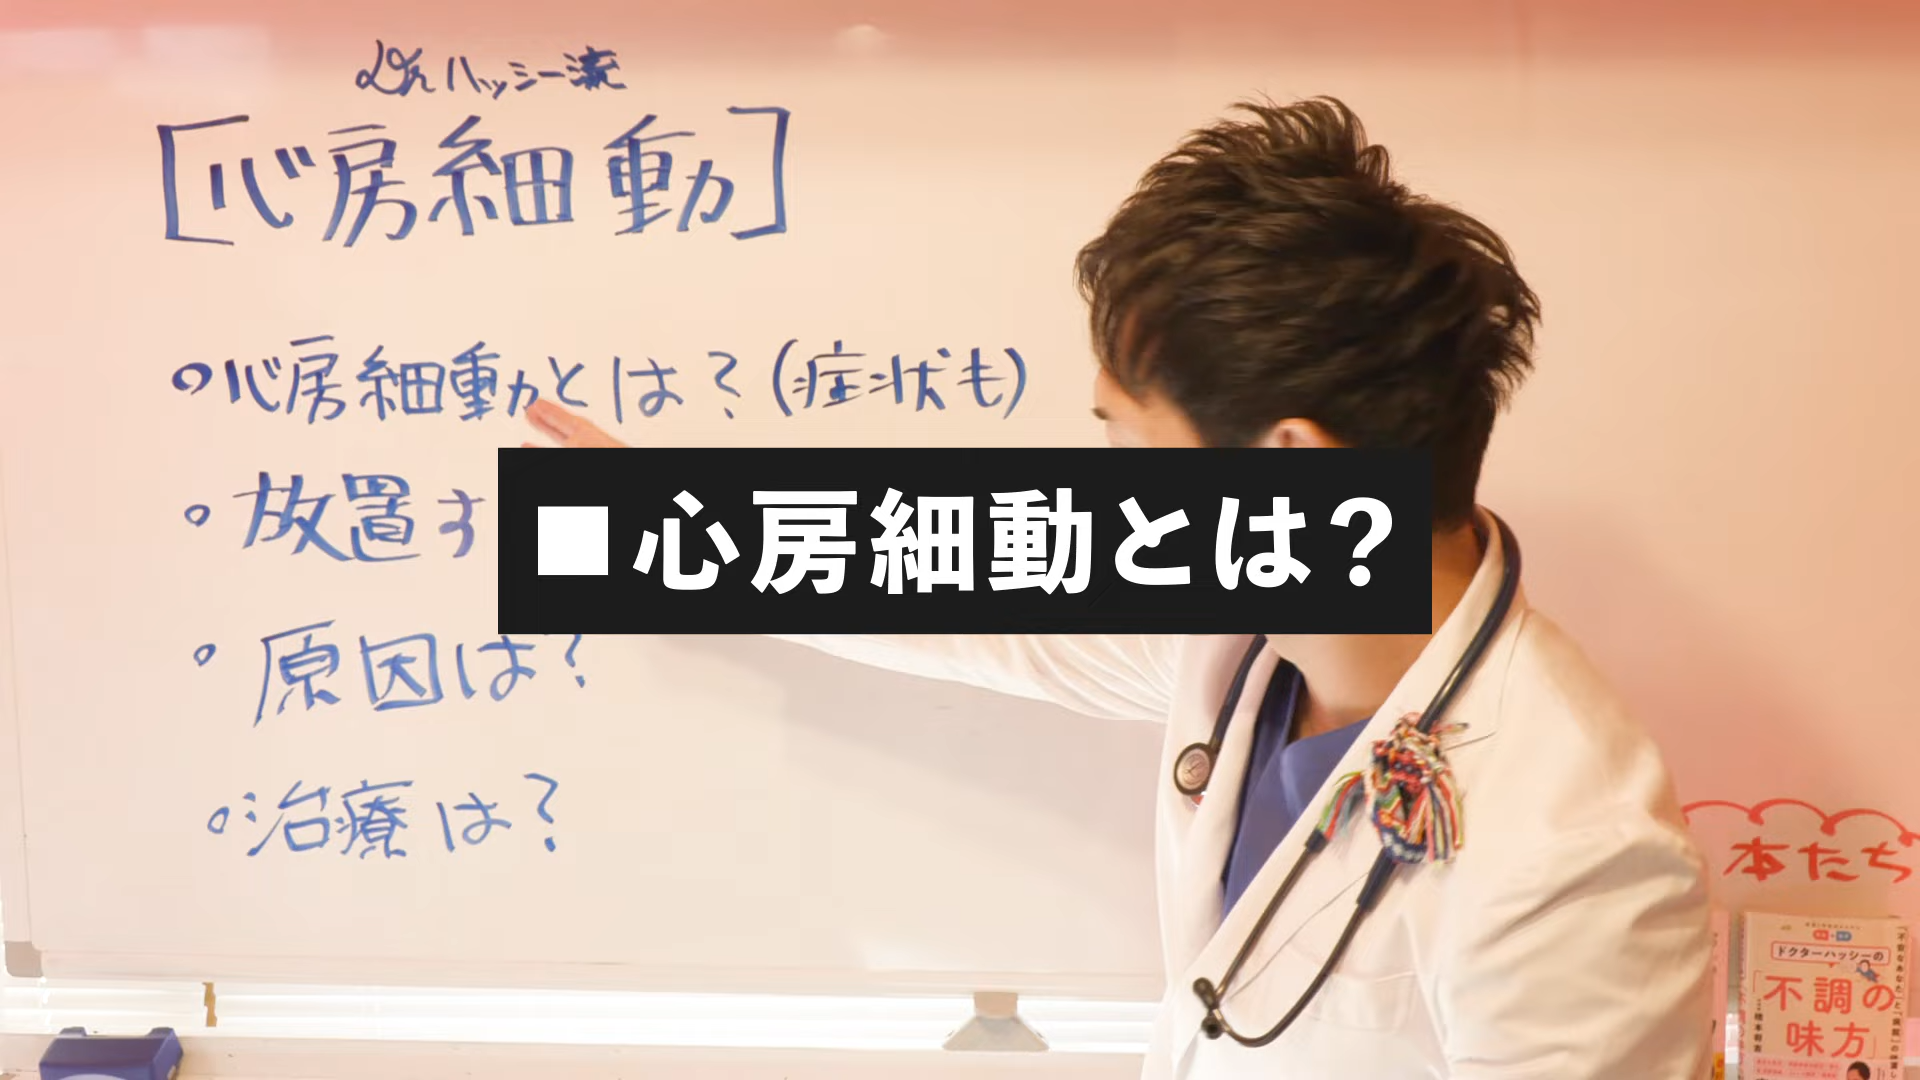 Dr.ハッシー流
[心房細動]
心房細動とは?(症状も)
■心房細動とは?
放置す
原因は?
治療は?
本たち
ドクターハッシーの
「不調の
味方」